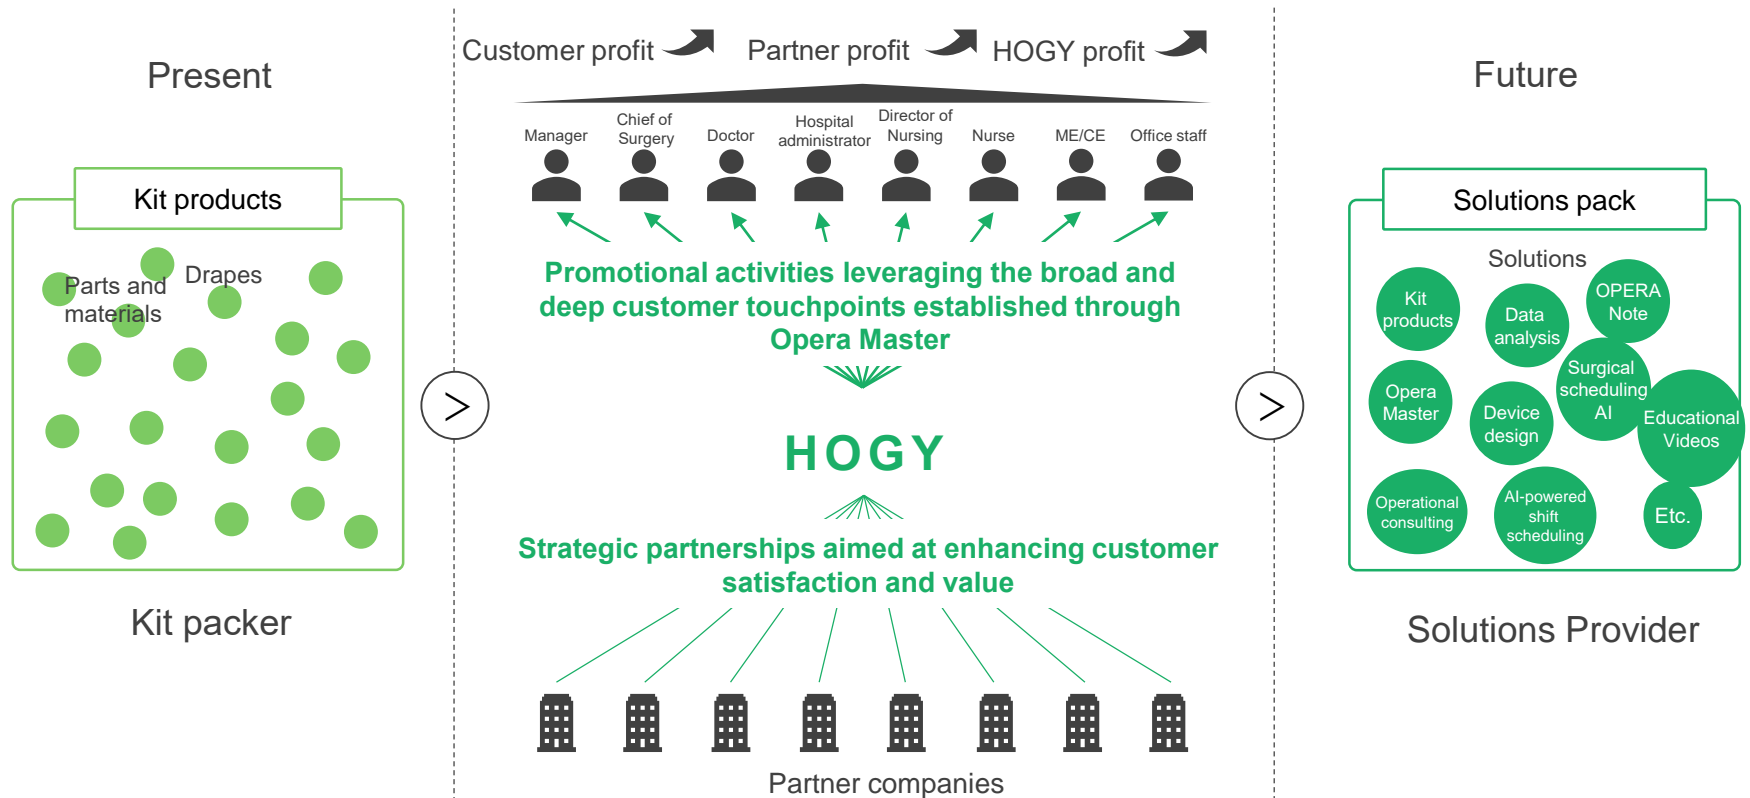 Present
Kit products
Drapes
Parts and
materials
Kit packer
>
Customer profit
Partner profit
HOGY profit
Manager
Chief of
Surgery
Doctor
Hospital
administrator
Director of
Nursing
Nurse
ME/CE
Office staff
Promotional activities leveraging the broad and
deep customer touchpoints established through
Opera Master
HOGY
Strategic partnerships aimed at enhancing customer
satisfaction and value
Partner companies
>
Future
Solutions pack
Solutions
Kit
products
Data
analysis
OPERA
Note
Opera
Master
Device
design
Surgical
scheduling
AI
Educational
Videos
Operational
consulting
AI-powered
shift
scheduling
Etc.
Solutions Provider